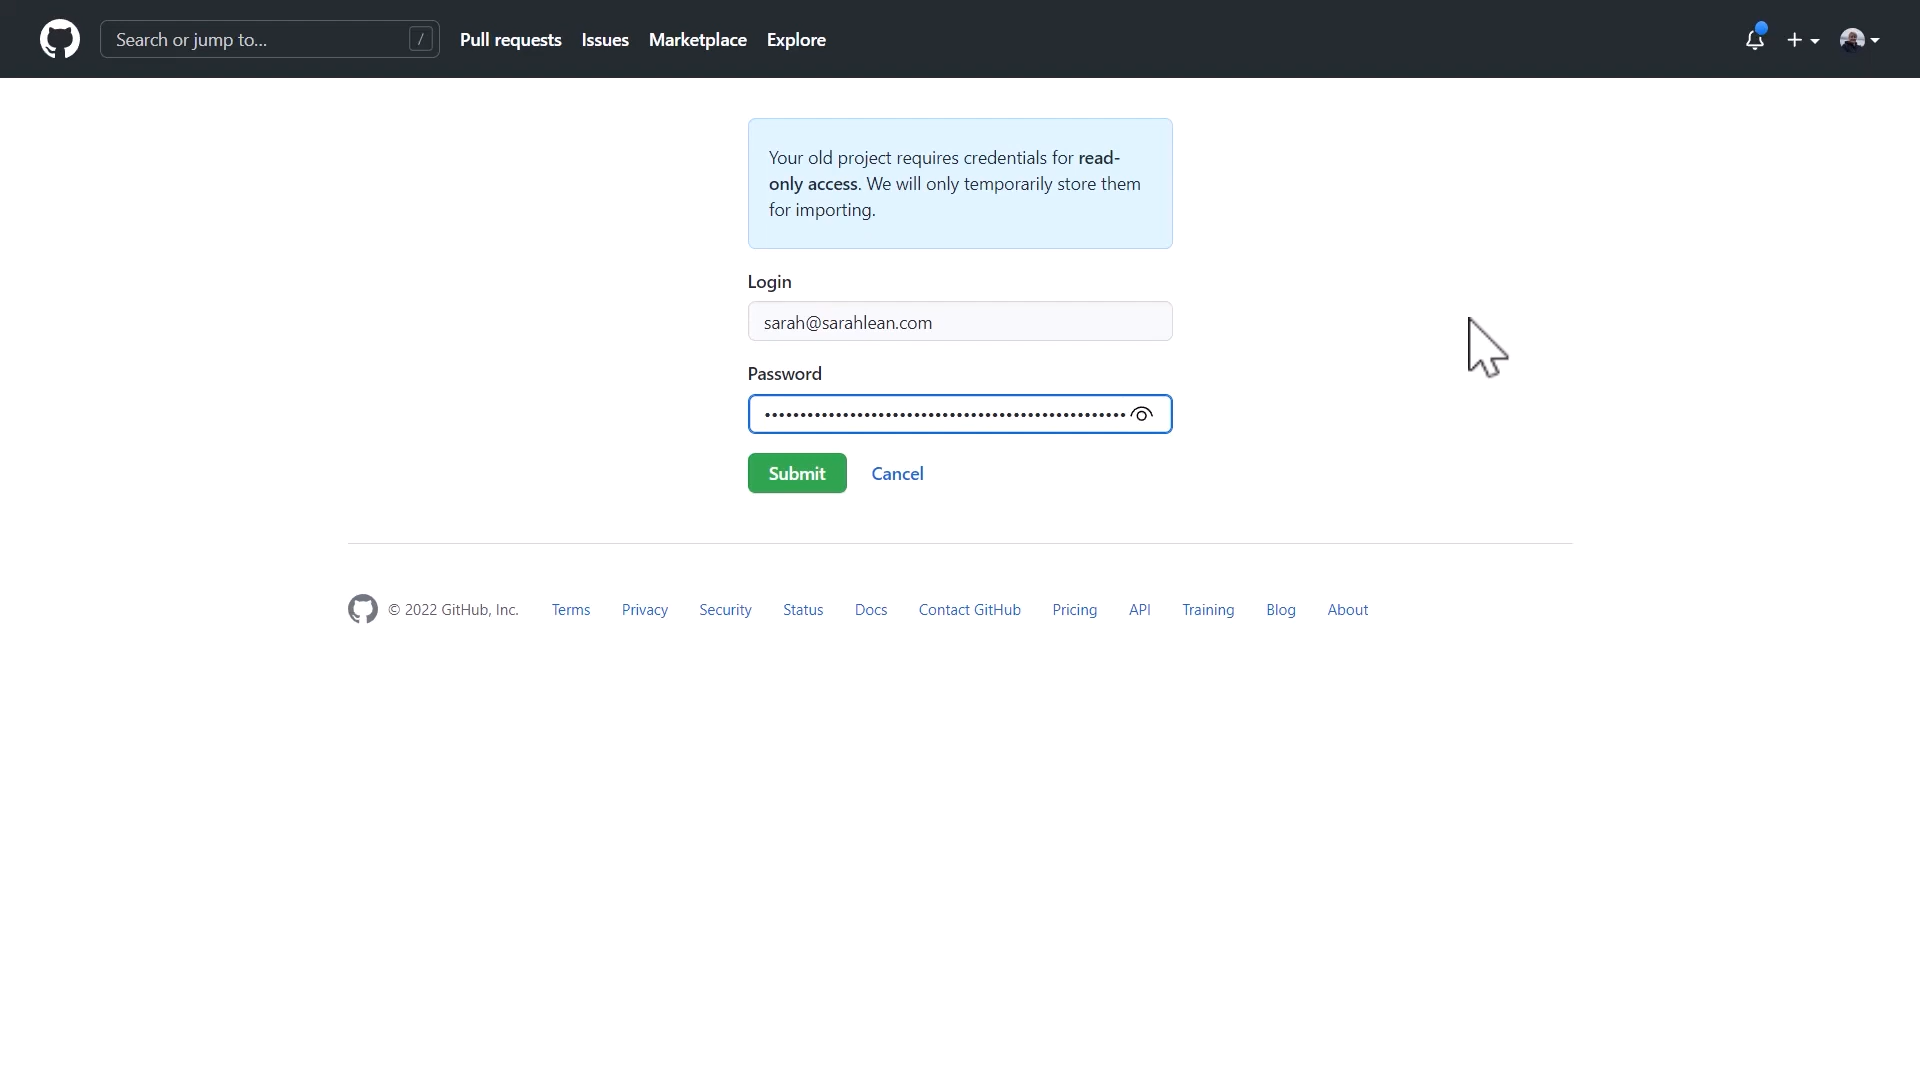 Search or jump to... /
Pull requests Issues Marketplace Explore
Your old project requires credentials for read-
only access. We will only temporarily store them
for importing.
Login
sarah@sarahlean.com
Password
Submit Cancel
© 2022 GitHub, Inc. Terms Privacy Security Status Docs Contact GitHub Pricing API Training Blog About